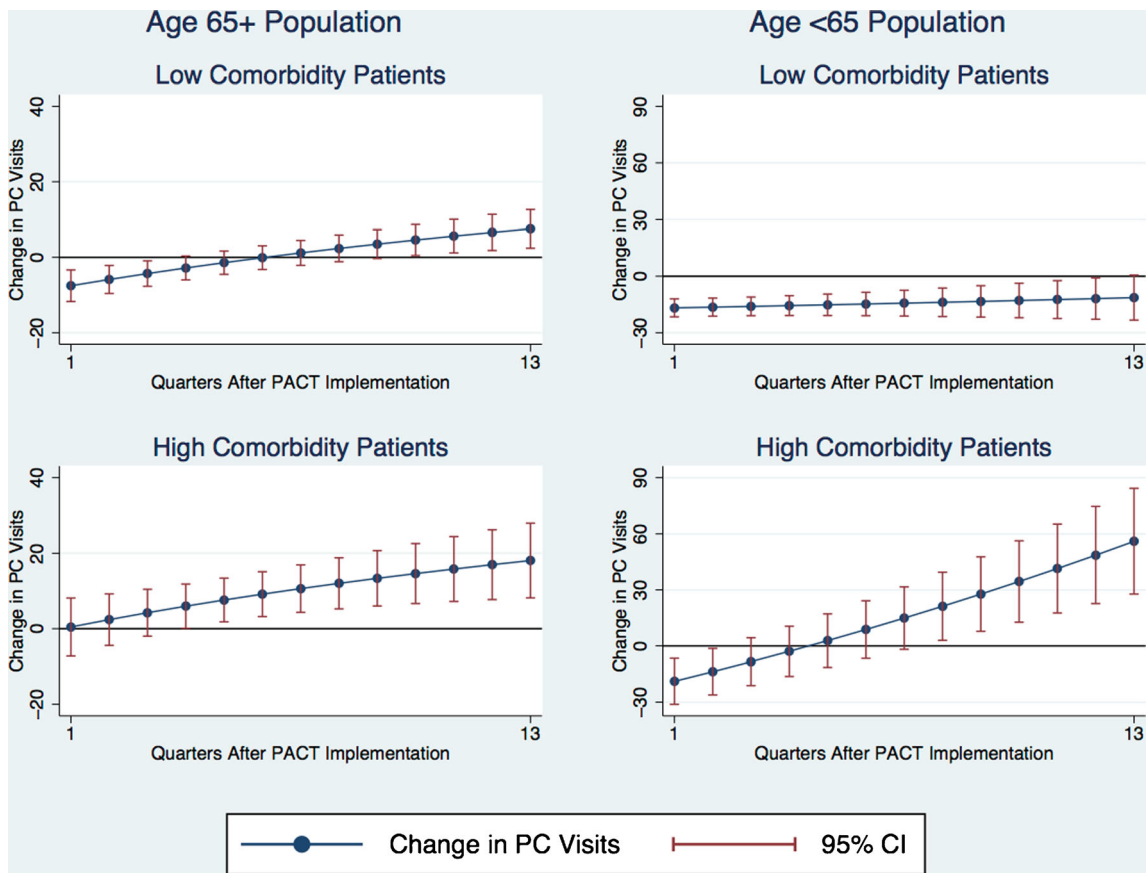 Age 65+ Population
Age <65 Population
Low Comorbidity Patients
Change in PC Visits
40
20
0
−20
1
13
Quarters After PACT Implementation
Low Comorbidity Patients
Change in PC Visits
90
60
30
0
−30
1
13
Quarters After PACT Implementation
High Comorbidity Patients
Change in PC Visits
40
20
0
−20
1
13
Quarters After PACT Implementation
High Comorbidity Patients
Change in PC Visits
90
60
30
0
−30
1
13
Quarters After PACT Implementation
Change in PC Visits
95% CI